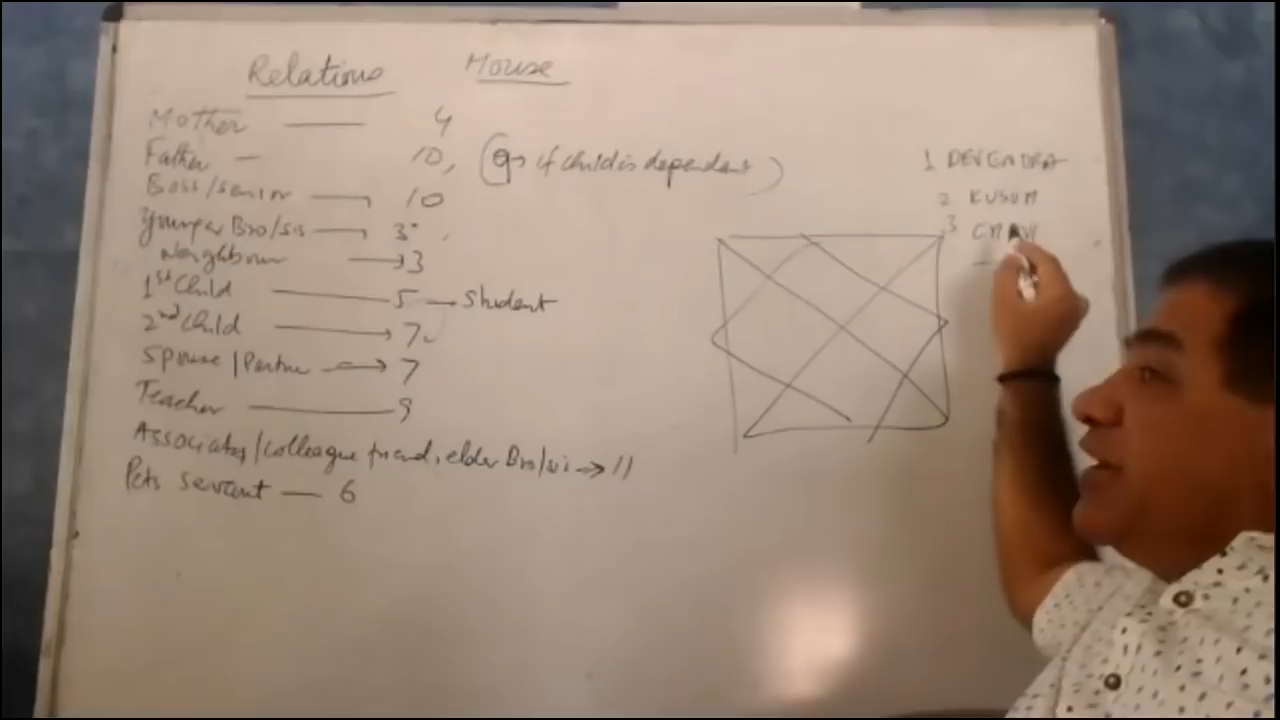 Relations House
Mother — 4
Father — 10, (9 → if child is dependent)
Boss/senior — 10
Younger Bro/sis — 3
Neighbour → 3
1st Child — 5 — Student
2nd Child → 7
Spouse/Partner → 7
Teacher — 9
Associates/Colleague friend, elder Bro/sis → 11
Pets servant — 6
1 DEVENDRA
2 KUSUM
3